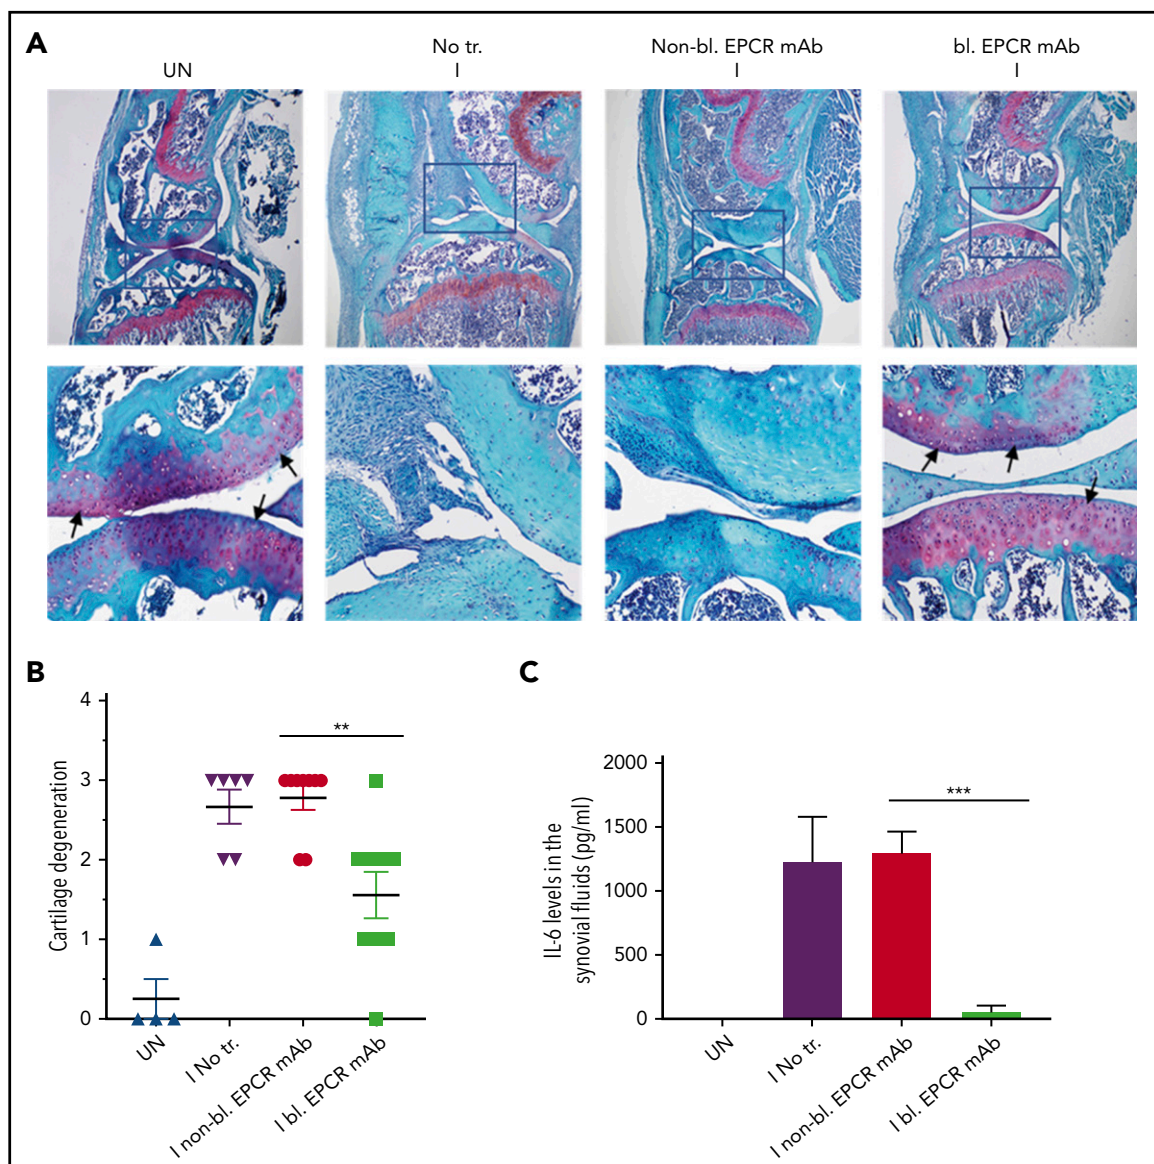 A
UN
No tr.
I
Non-bl. EPCR mAb
I
bl. EPCR mAb
I
B
Cartilage degeneration
4
3
2
1
0
**
UN
I No tr.
I non-bl. EPCR mAb
I bl. EPCR mAb
C
IL-6 levels in the
synovial fluids (pg/ml)
2000
1500
1000
500
0
***
UN
I No tr.
I non-bl. EPCR mAb
I bl. EPCR mAb